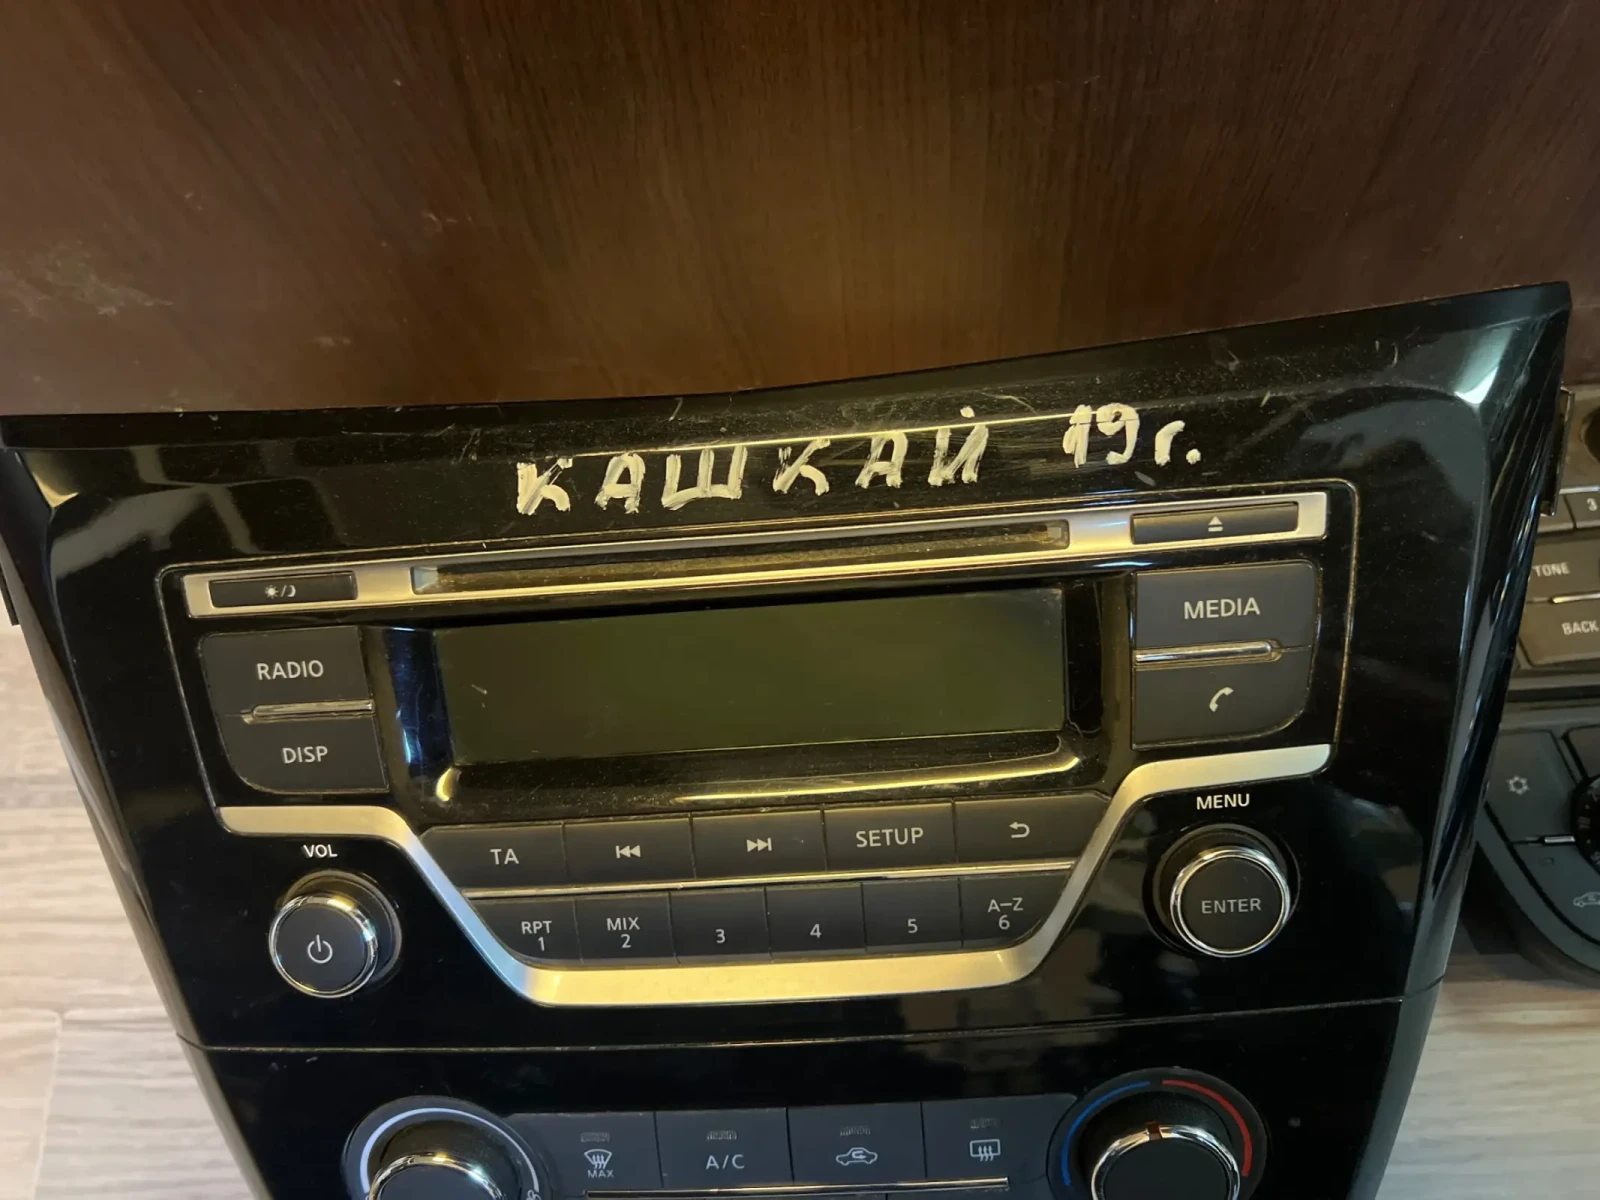 КАШКАЙ 19г.
RADIO
MEDIA
DISP
MENU
VOL
TA
SETUP
RPT
1
MIX
2
3
4
5
A–Z
6
ENTER
MAX
A/C
3
TONE
BACK